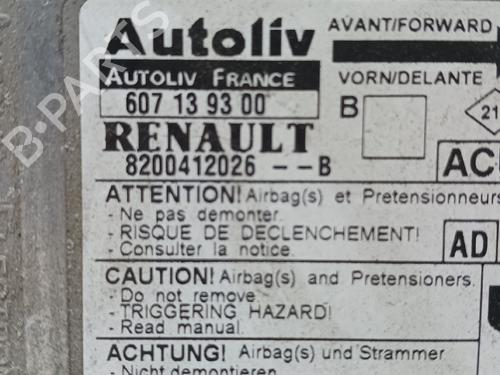 Autoliv
AVANT/FORWARD
AUTOLIV FRANCE
VORN/DELANTE
607 13 93 00
B
21
RENAULT
8200412026 - - B
AC
ATTENTION! Airbag(s) et Pretensionneurs
- Ne pas demonter.
- RISQUE DE DECLENCHEMENT!
- Consulter la notice.
AD
CAUTION! Airbag(s) and Pretensioners.
- Do not remove.
- TRIGGERING HAZARD!
- Read manual.
ACHTUNG! Airbag(s) und Strammer
- Nicht demontieren.
B-PARTS